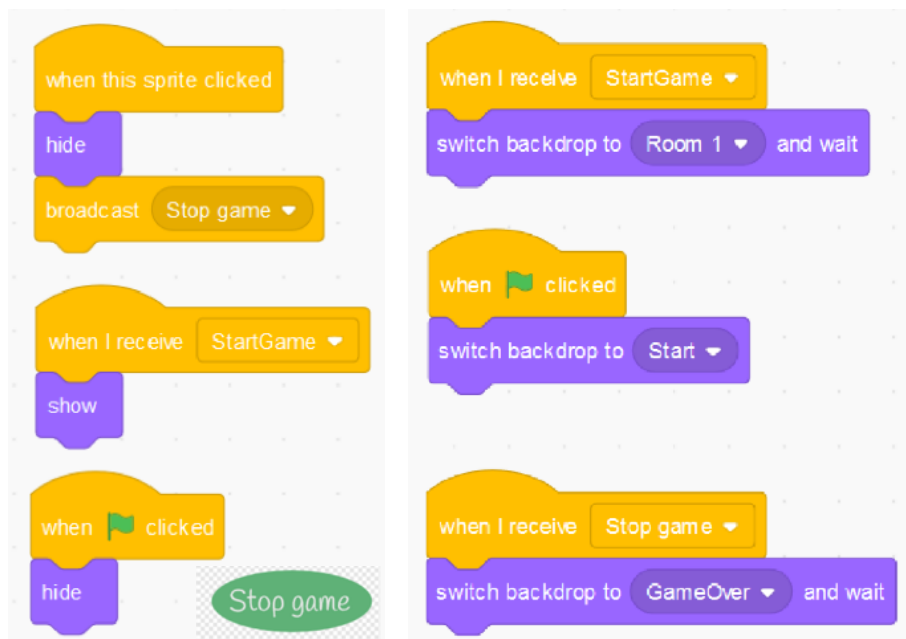 when this sprite clicked
hide
broadcast Stop game
when I receive StartGame
show
when clicked
hide
Stop game
when I receive StartGame
switch backdrop to Room 1 and wait
when clicked
switch backdrop to Start
when I receive Stop game
switch backdrop to GameOver and wait